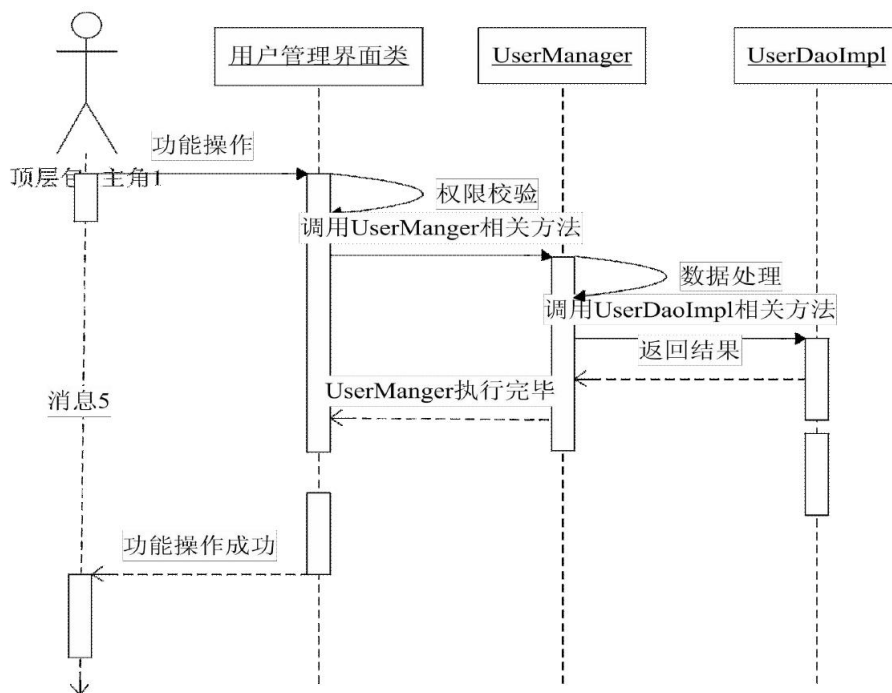 用户管理界面类
UserManager
UserDaoImpl
功能操作
顶层包 主角1
权限校验
调用UserManger相关方法
数据处理
调用UserDaoImpl相关方法
返回结果
UserManger执行完毕
消息5
功能操作成功